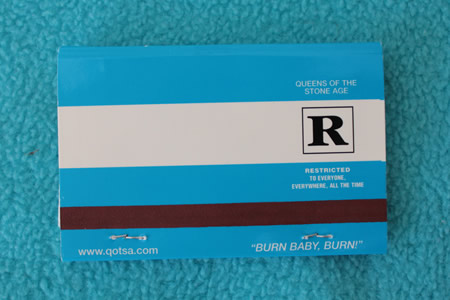 QUEENS OF THE
STONE AGE
R
RESTRICTED
TO EVERYONE,
EVERYWHERE, ALL THE TIME
www.qotsa.com
"BURN BABY, BURN!"